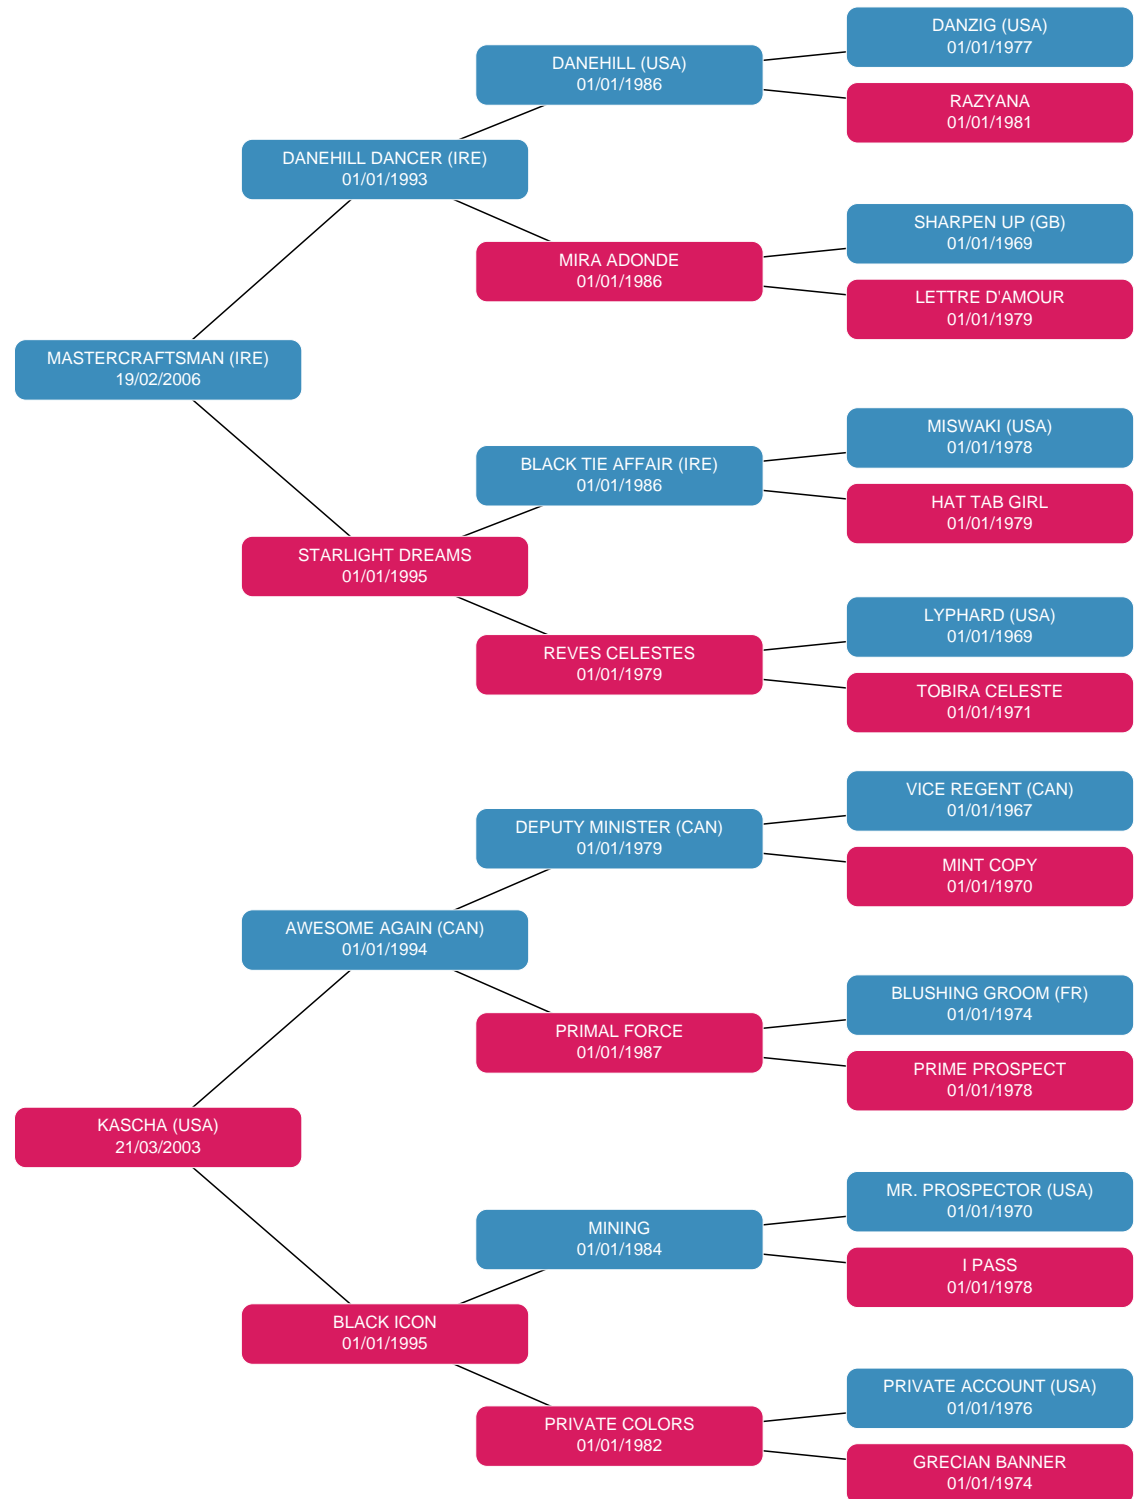 DANZIG (USA)
01/01/1977
DANEHILL (USA)
01/01/1986
RAZYANA
01/01/1981
DANEHILL DANCER (IRE)
01/01/1993
SHARPEN UP (GB)
01/01/1969
MIRA ADONDE
01/01/1986
LETTRE D'AMOUR
01/01/1979
MASTERCRAFTSMAN (IRE)
19/02/2006
MISWAKI (USA)
01/01/1978
BLACK TIE AFFAIR (IRE)
01/01/1986
HAT TAB GIRL
01/01/1979
STARLIGHT DREAMS
01/01/1995
LYPHARD (USA)
01/01/1969
REVES CELESTES
01/01/1979
TOBIRA CELESTE
01/01/1971
VICE REGENT (CAN)
01/01/1967
DEPUTY MINISTER (CAN)
01/01/1979
MINT COPY
01/01/1970
AWESOME AGAIN (CAN)
01/01/1994
BLUSHING GROOM (FR)
01/01/1974
PRIMAL FORCE
01/01/1987
PRIME PROSPECT
01/01/1978
KASCHA (USA)
21/03/2003
MR. PROSPECTOR (USA)
01/01/1970
MINING
01/01/1984
I PASS
01/01/1978
BLACK ICON
01/01/1995
PRIVATE ACCOUNT (USA)
01/01/1976
PRIVATE COLORS
01/01/1982
GRECIAN BANNER
01/01/1974